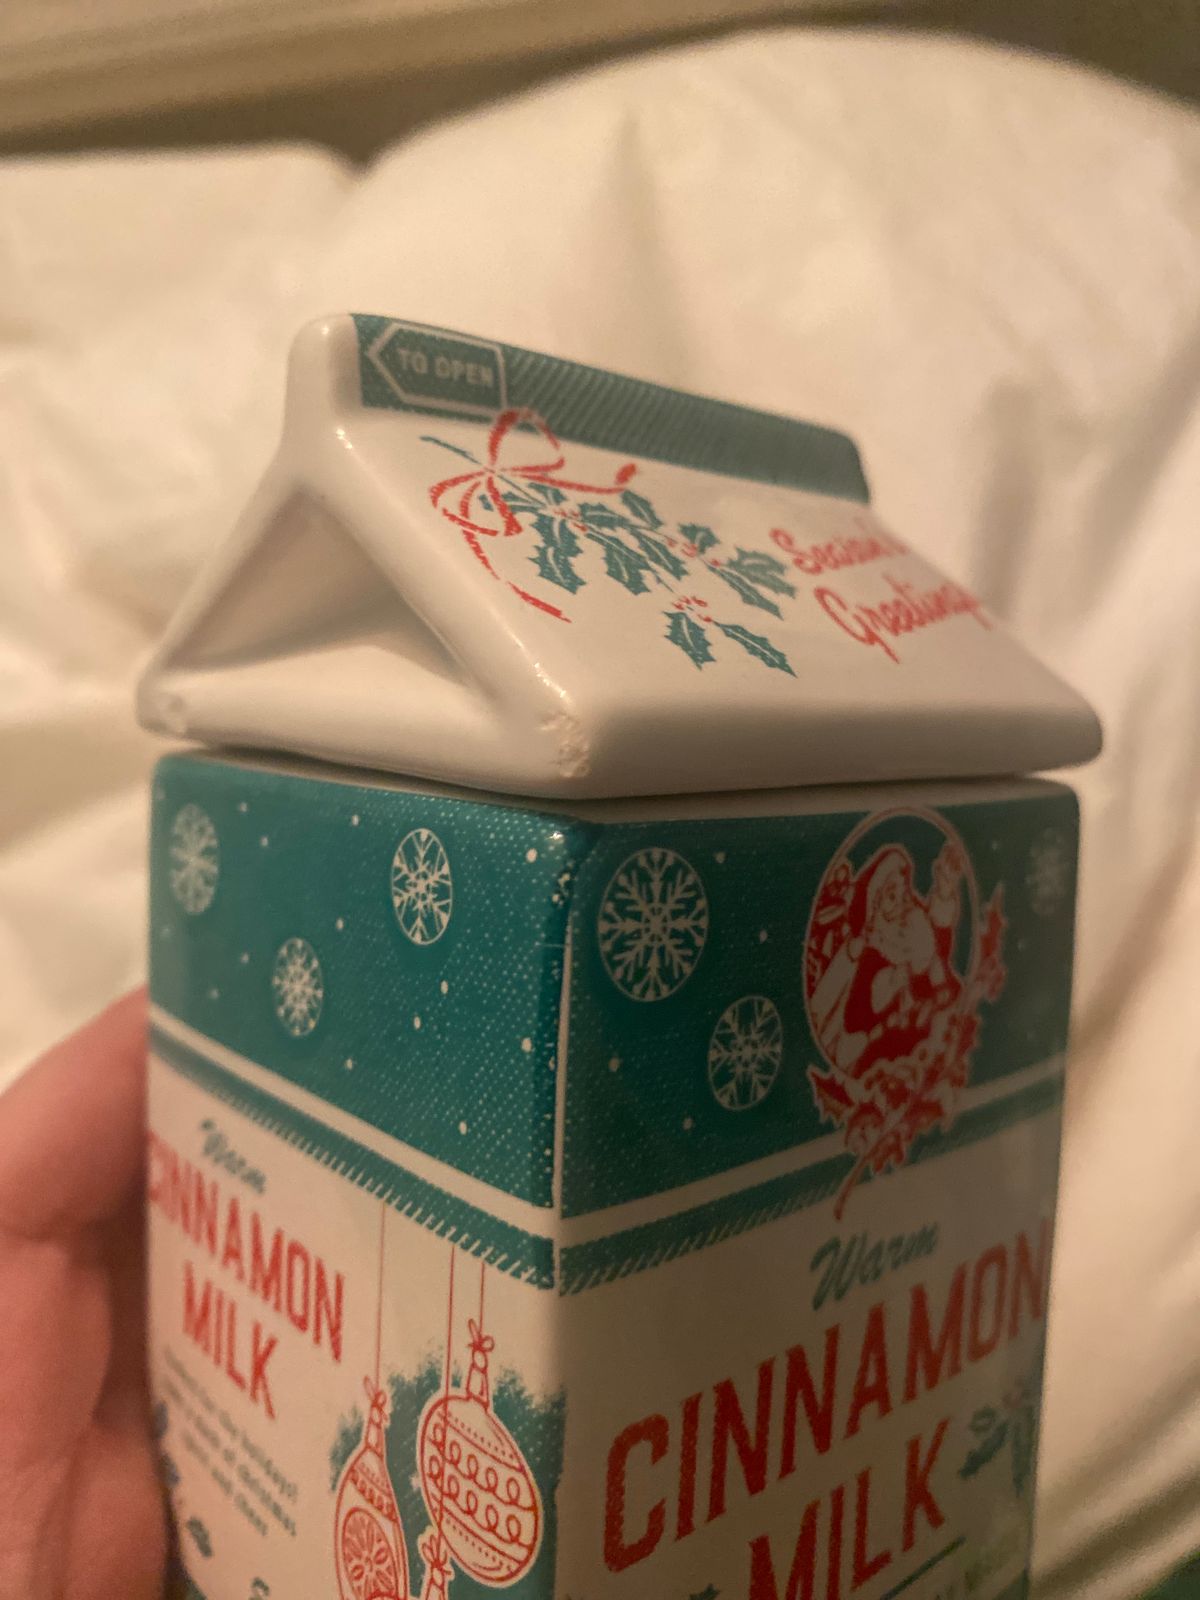 TO OPEN
Season's
Greetings
Warm
CINNAMON
MILK
Warm
CINNAMON
MILK